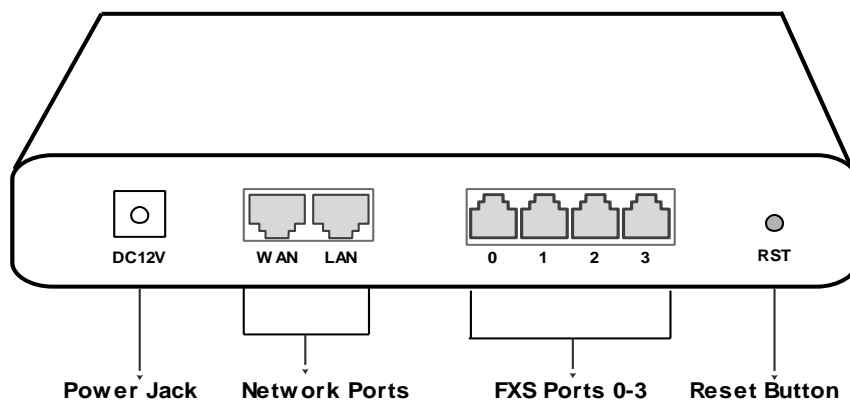 DC12V WAN LAN 0 1 2 3 RST
Power Jack Network Ports FXS Ports 0-3 Reset Button